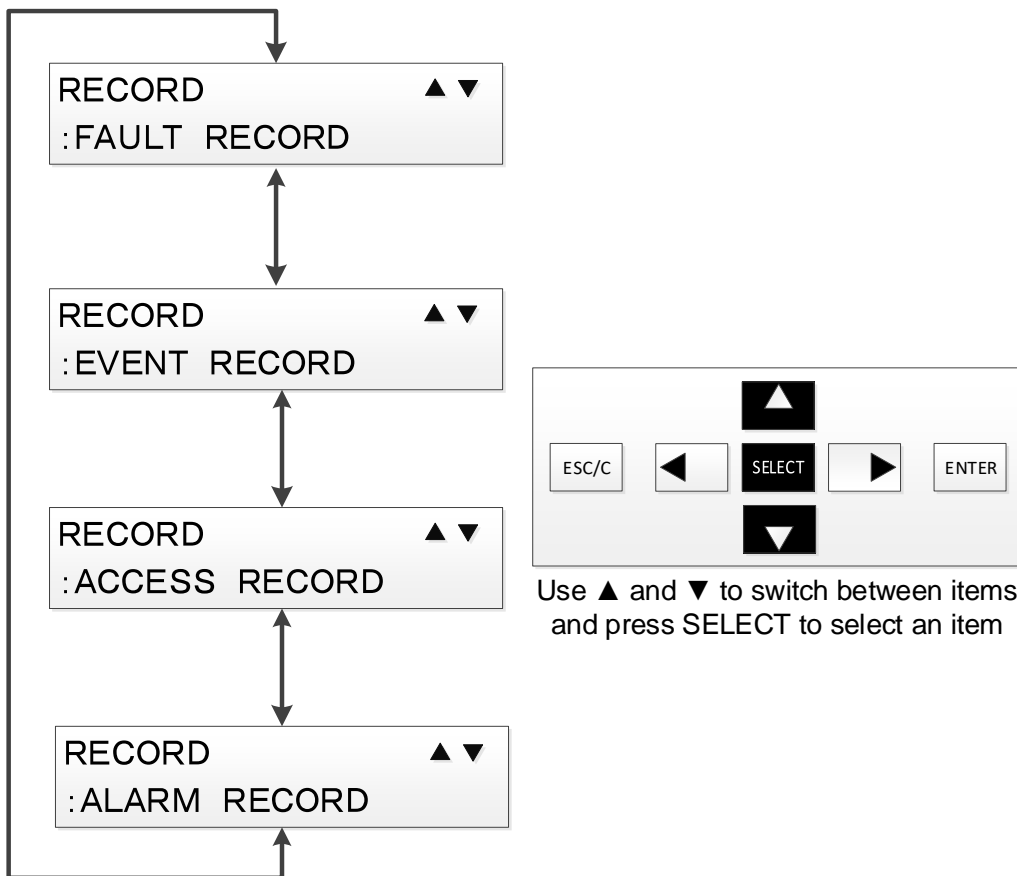 RECORD ▲ ▼
:FAULT RECORD
RECORD ▲ ▼
:EVENT RECORD
RECORD ▲ ▼
:ACCESS RECORD
RECORD ▲ ▼
:ALARM RECORD
ESC/C ◀ SELECT ▶ ENTER
Use ▲ and ▼ to switch between items
and press SELECT to select an item